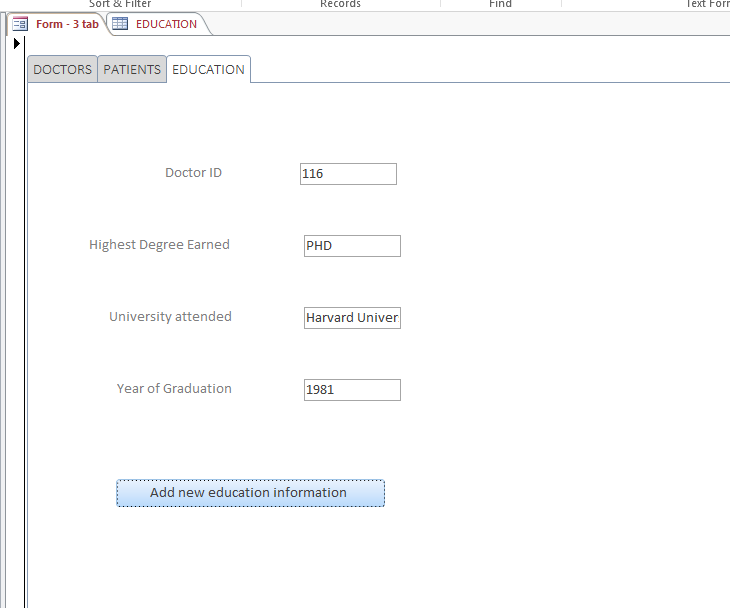 Sort & Filter Records Find Text Form
Form - 3 tab EDUCATION
DOCTORS PATIENTS EDUCATION
Doctor ID 116
Highest Degree Earned PHD
University attended Harvard Univer
Year of Graduation 1981
Add new education information